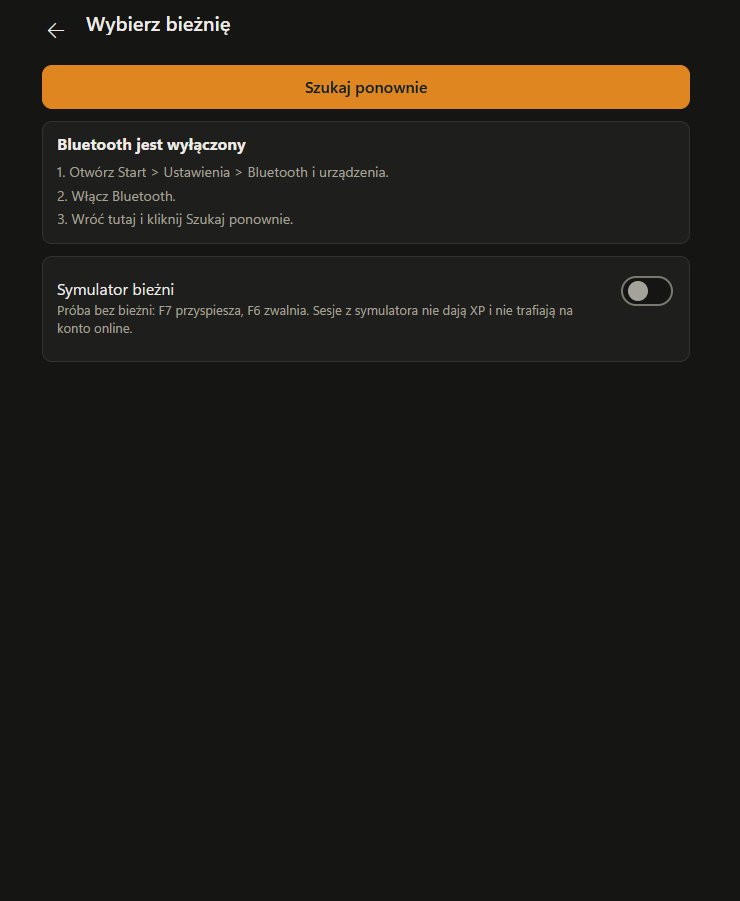 Wybierz bieżnię
Szukaj ponownie
Bluetooth jest wyłączony
1. Otwórz Start > Ustawienia > Bluetooth i urządzenia.
2. Włącz Bluetooth.
3. Wróć tutaj i kliknij Szukaj ponownie.
Symulator bieżni
Próba bez bieżni: F7 przyspiesza, F6 zwalnia. Sesje z symulatora nie dają XP i nie trafiają na
konto online.